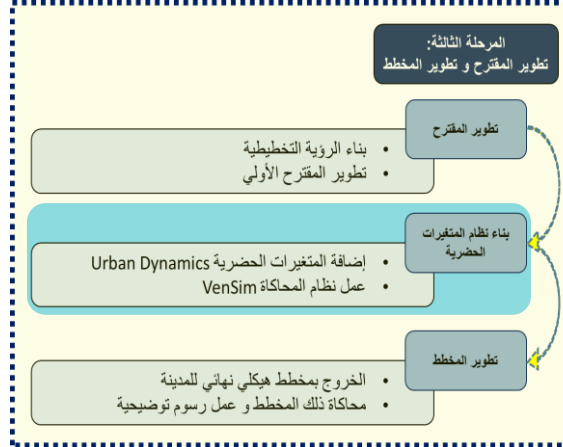 المرحلة الثالثة:
تطوير المقترح و تطوير المخطط
تطوير المقترح
• بناء الرؤية التخطيطية
• تطوير المقترح الأولي
بناء نظام المتغيرات
الحضرية
• إضافة المتغيرات الحضرية Urban Dynamics
• عمل نظام المحاكاة VenSim
تطوير المخطط
• الخروج بمخطط هيكلي نهائي للمدينة
• محاكاة ذلك المخطط و عمل رسوم توضيحية